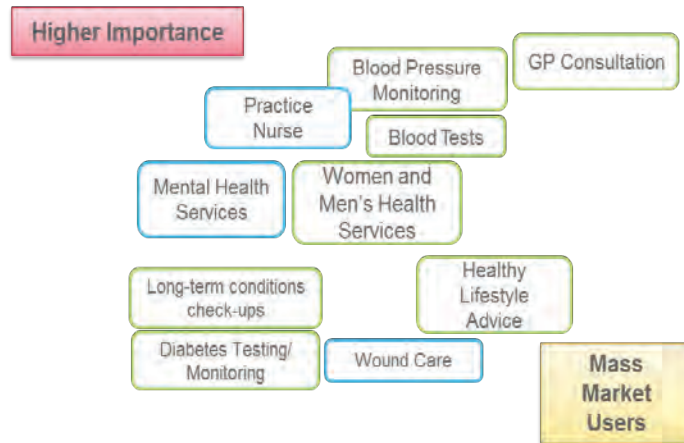 Higher Importance
GP Consultation
Blood Pressure
Monitoring
Practice
Nurse
Blood Tests
Mental Health
Services
Women and
Men's Health
Services
Long-term conditions
check-ups
Healthy
Lifestyle
Advice
Diabetes Testing/
Monitoring
Wound Care
Mass
Market
Users